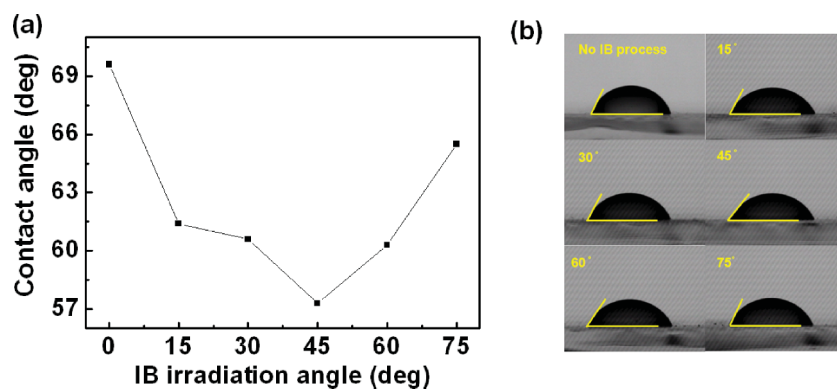 (a)
(b)
69
66
63
60
57
Contact angle (deg)
0 15 30 45 60 75
IB irradiation angle (deg)
No IB process
15°
30°
45°
60°
75°